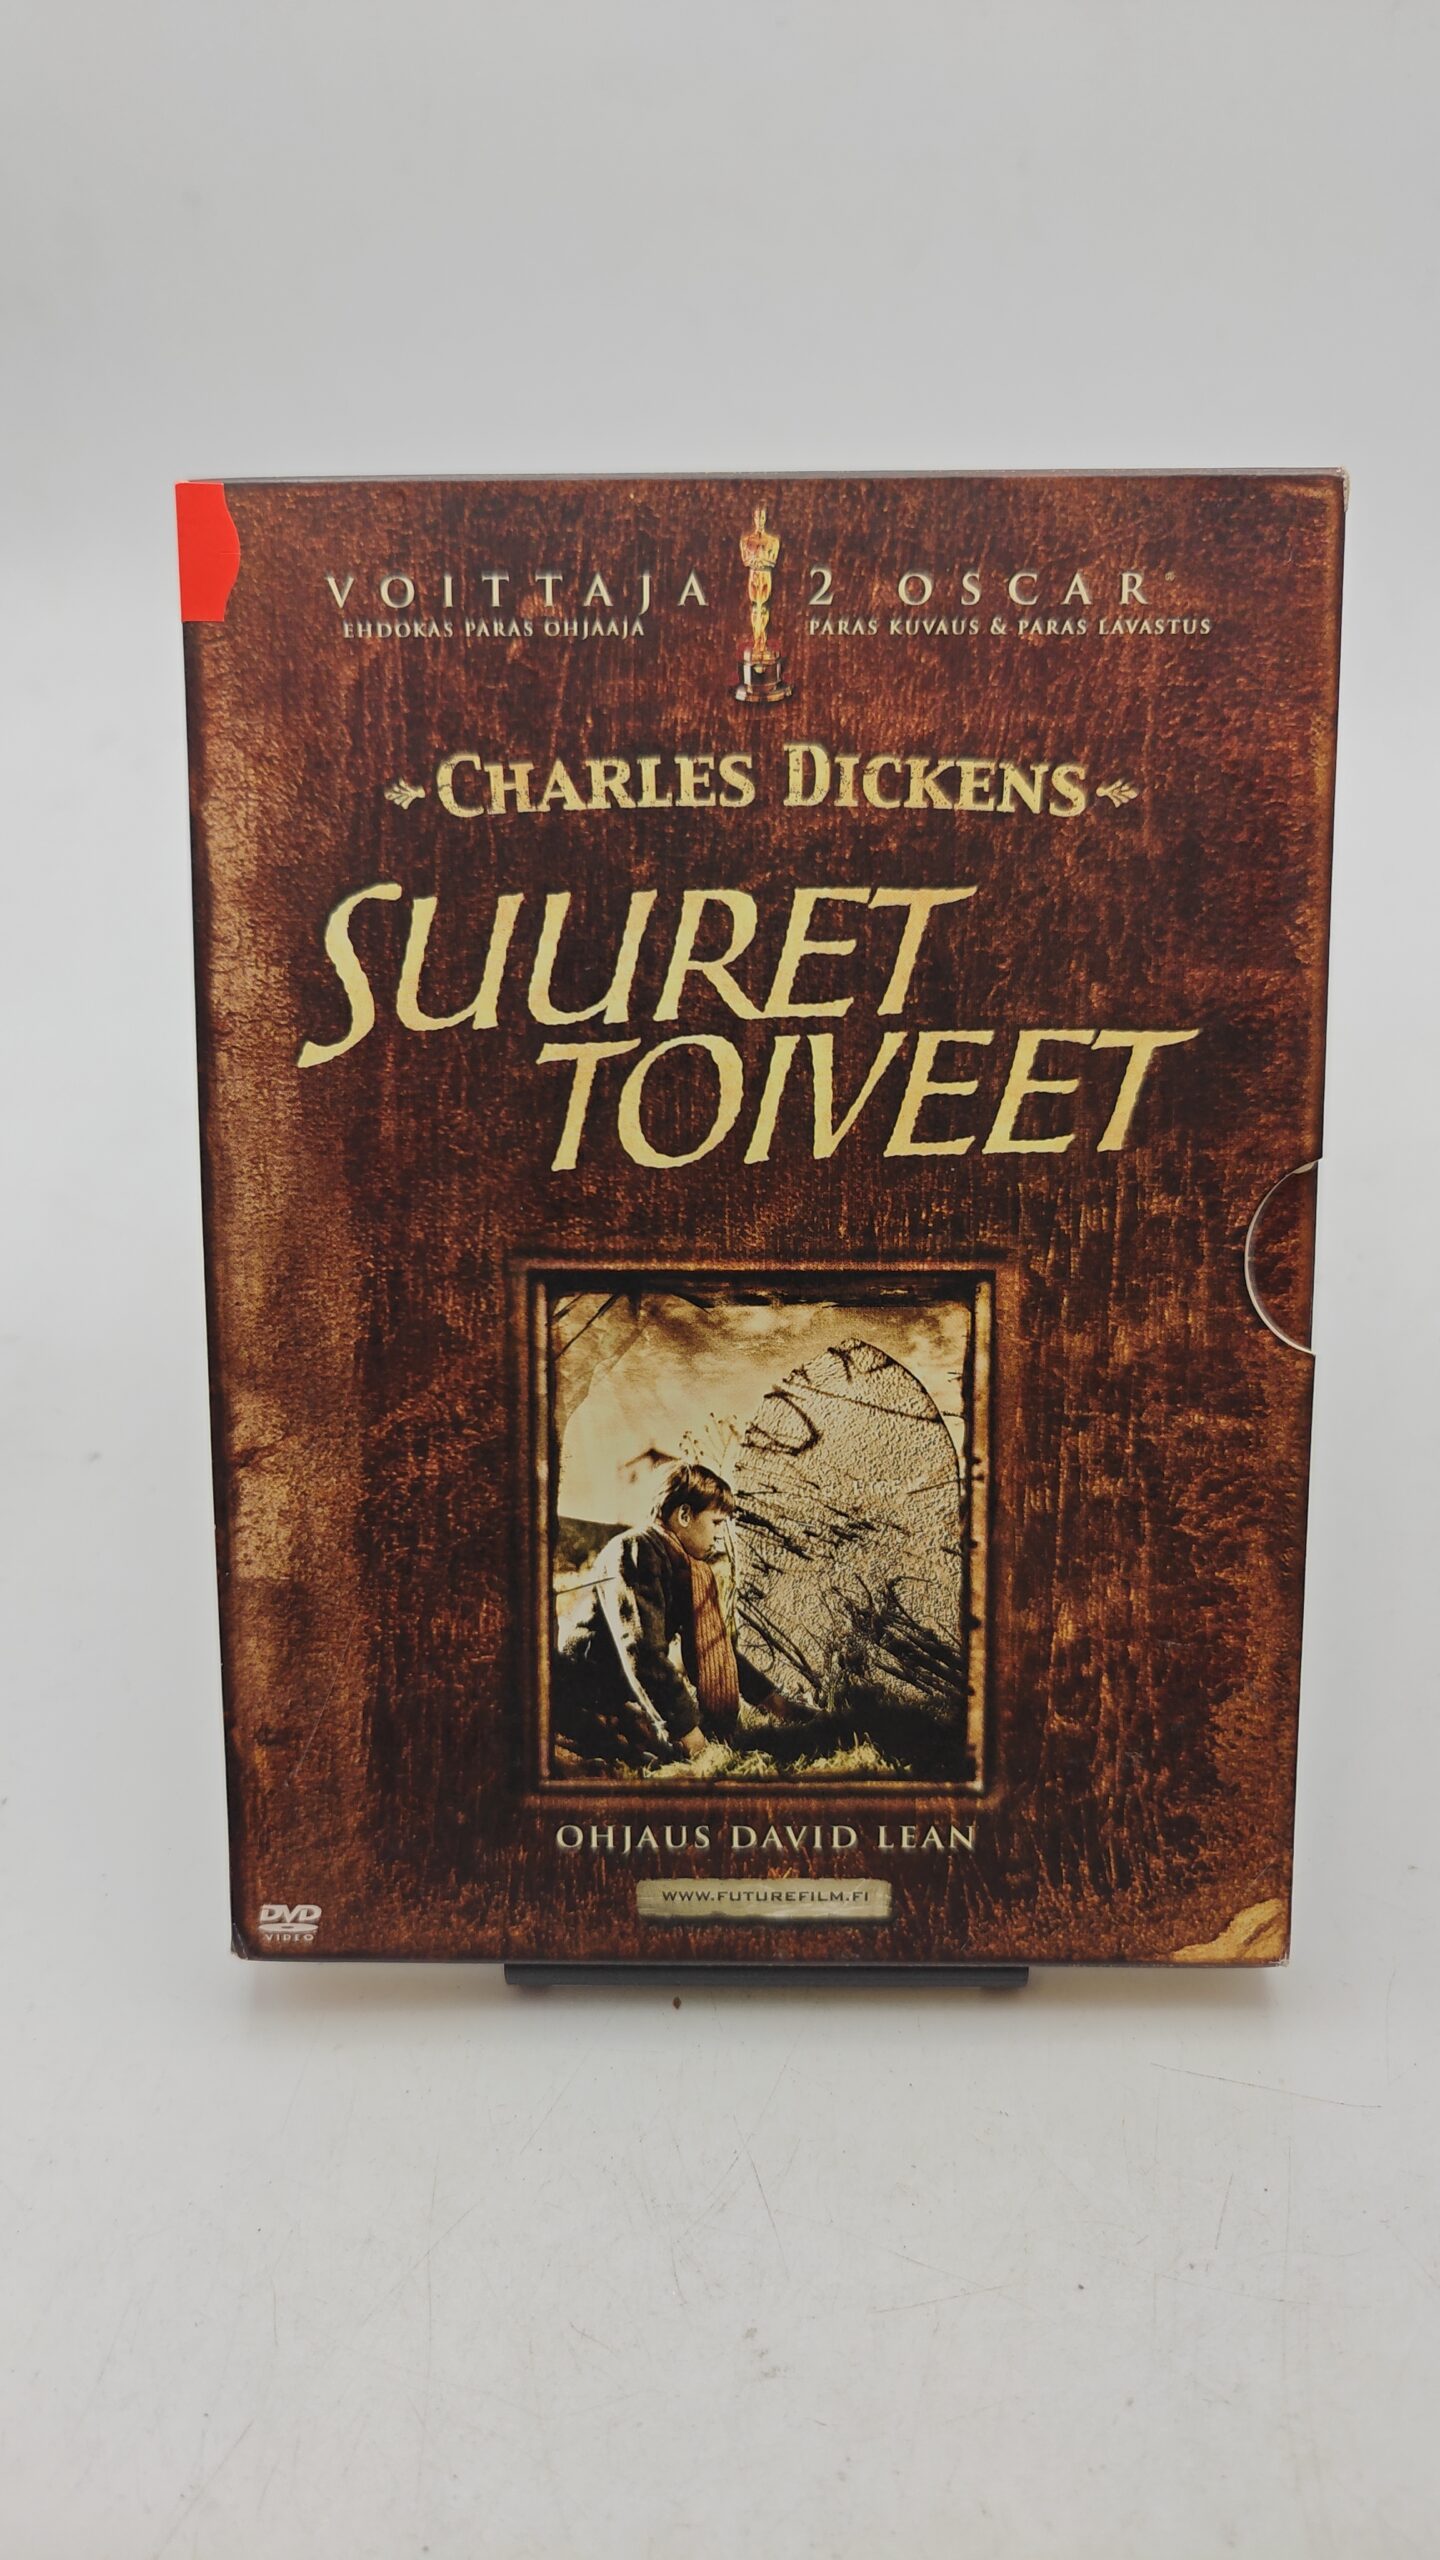 VOITTAJA 2 OSCAR®
EHDOKAS PARAS OHJAAJA PARAS KUVAUS & PARAS LAVASTUS
CHARLES DICKENS
SUURET
TOIVEET
OHJAUS DAVID LEAN
WWW.FUTUREFILM.FI
DVD
VIDEO